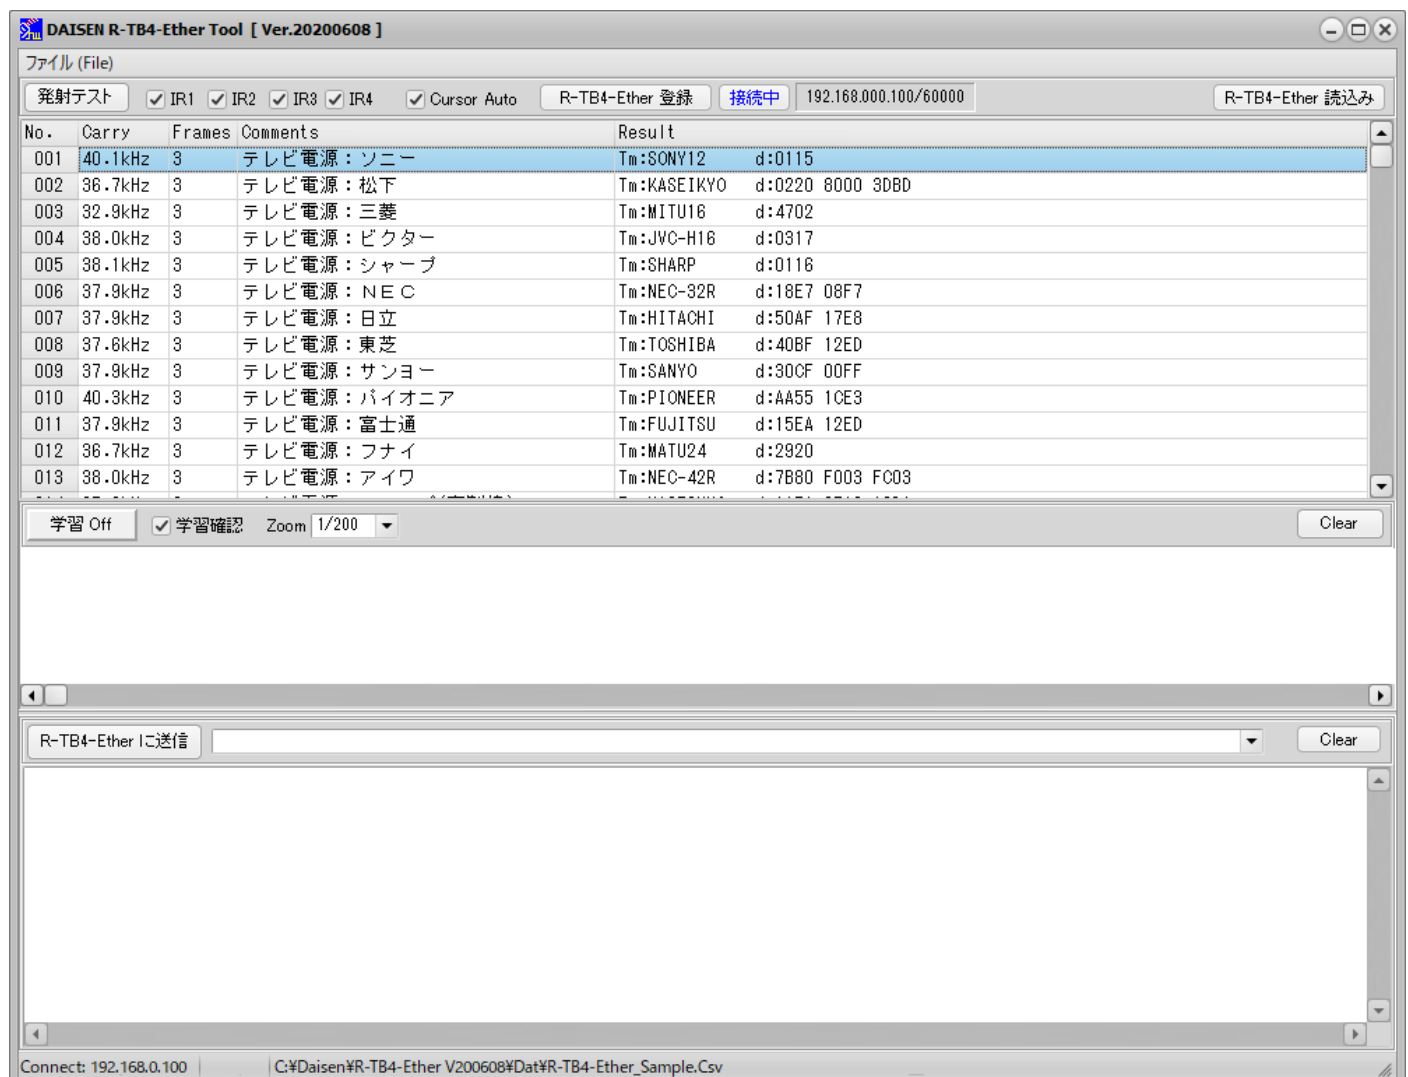 DAISEN R-TB4-Ether Tool [ Ver.20200608 ]
ファイル (File)
発射テスト IR1 IR2 IR3 IR4 Cursor Auto R-TB4-Ether 登録 接続中 192.168.000.100/60000 R-TB4-Ether 読込み
No. Carry Frames Comments Result
001 40.1kHz 3 テレビ電源：ソニー Tm:SONY12 d:0115
002 36.7kHz 3 テレビ電源：松下 Tm:KASEIKYO d:0220 8000 3DBD
003 32.9kHz 3 テレビ電源：三菱 Tm:MITU16 d:4702
004 38.0kHz 3 テレビ電源：ビクター Tm:JVC-H16 d:0317
005 38.1kHz 3 テレビ電源：シャープ Tm:SHARP d:0116
006 37.9kHz 3 テレビ電源：ＮＥＣ Tm:NEC-32R d:18E7 08F7
007 37.9kHz 3 テレビ電源：日立 Tm:HITACHI d:50AF 17E8
008 37.6kHz 3 テレビ電源：東芝 Tm:TOSHIBA d:40BF 12ED
009 37.9kHz 3 テレビ電源：サンヨー Tm:SANYO d:30CF 00FF
010 40.3kHz 3 テレビ電源：パイオニア Tm:PIONEER d:AA55 1CE3
011 37.9kHz 3 テレビ電源：富士通 Tm:FUJITSU d:15EA 12ED
012 36.7kHz 3 テレビ電源：フナイ Tm:MATU24 d:2920
013 38.0kHz 3 テレビ電源：アイワ Tm:NEC-42R d:7B80 F003 FC03
学習 Off 学習確認 Zoom 1/200 Clear
R-TB4-Ether に送信 Clear
Connect: 192.168.0.100 C:¥Daisen¥R-TB4-Ether V200608¥Dat¥R-TB4-Ether_Sample.Csv